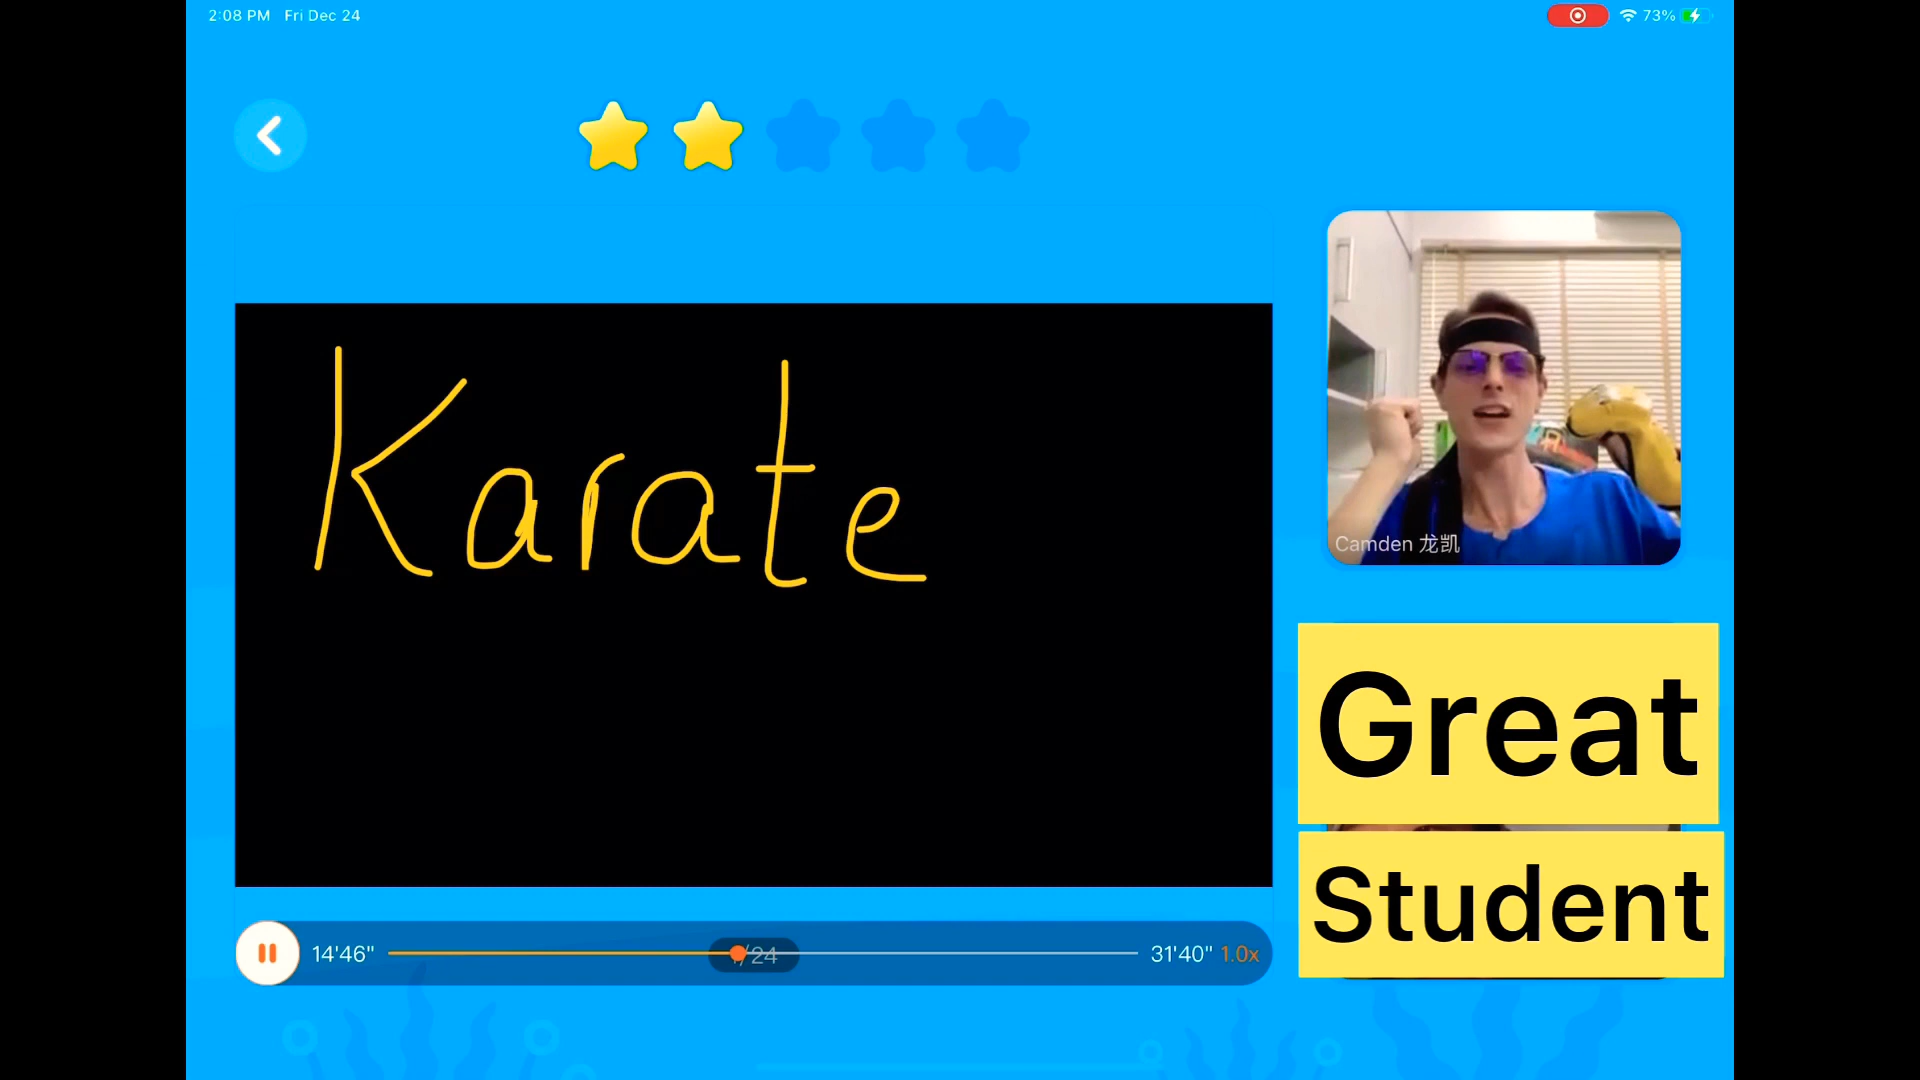 2:08 PM Fri Dec 24
73%
Karate
Camden 龙凯
Great
Student
14'46"
/24
31'40" 1.0x